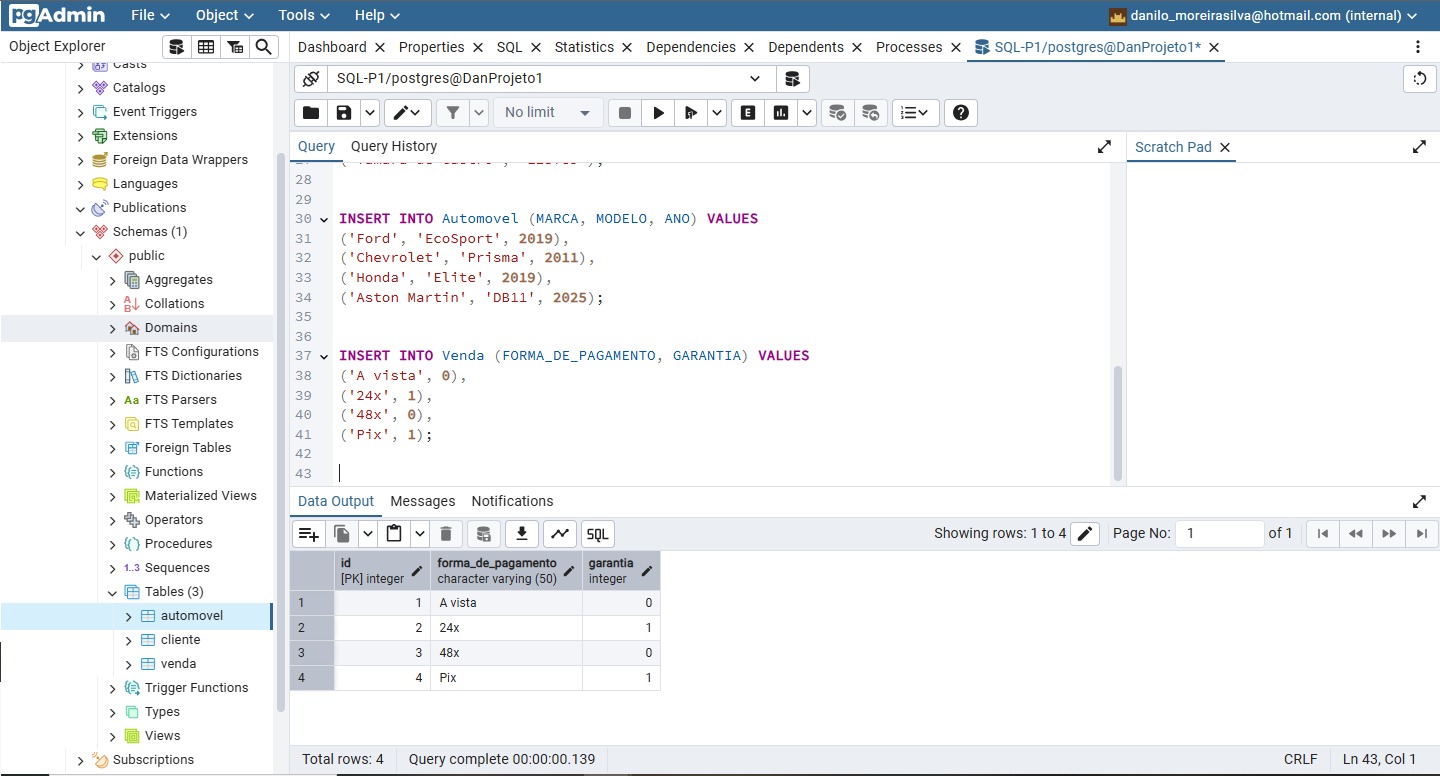 pgAdmin File Object Tools Help danilo_moreirasilva@hotmail.com (internal)
Object Explorer
Dashboard Properties SQL Statistics Dependencies Dependents Processes SQL-P1/postgres@DanProjeto1*
Casts
Catalogs
Event Triggers
Extensions
Foreign Data Wrappers
Languages
Publications
Schemas (1)
public
Aggregates
Collations
Domains
FTS Configurations
FTS Dictionaries
Aa FTS Parsers
FTS Templates
Foreign Tables
Functions
Materialized Views
Operators
Procedures
1..3 Sequences
Tables (3)
automovel
cliente
venda
Trigger Functions
Types
Views
Subscriptions
SQL-P1/postgres@DanProjeto1
No limit
E
Query Query History
Scratch Pad
28
29
30 INSERT INTO Automovel (MARCA, MODELO, ANO) VALUES
31 ('Ford', 'EcoSport', 2019),
32 ('Chevrolet', 'Prisma', 2011),
33 ('Honda', 'Elite', 2019),
34 ('Aston Martin', 'DB11', 2025);
35
36
37 INSERT INTO Venda (FORMA_DE_PAGAMENTO, GARANTIA) VALUES
38 ('A vista', 0),
39 ('24x', 1),
40 ('48x', 0),
41 ('Pix', 1);
42
43
Data Output Messages Notifications
SQL Showing rows: 1 to 4 Page No: 1 of 1
id forma_de_pagamento garantia
[PK] integer character varying (50) integer
1 1 A vista 0
2 2 24x 1
3 3 48x 0
4 4 Pix 1
Total rows: 4 Query complete 00:00:00.139 CRLF Ln 43, Col 1